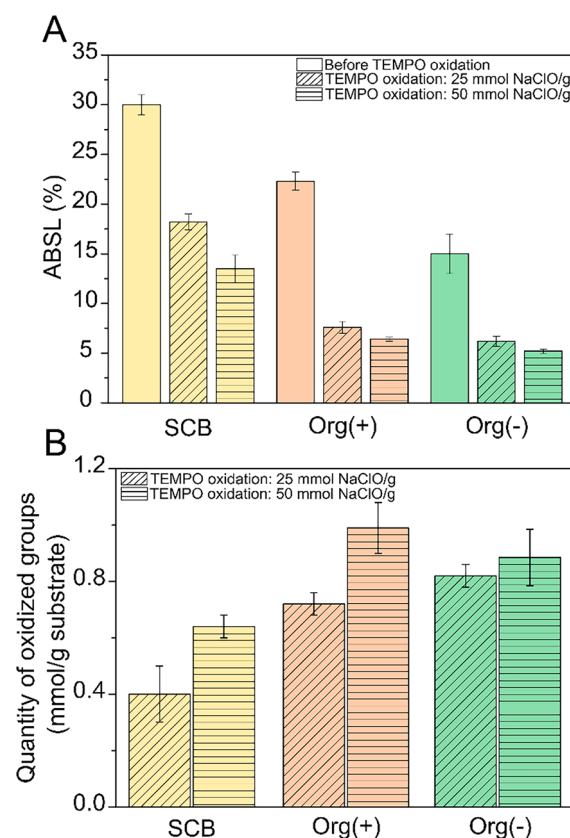 A
Before TEMPO oxidation
TEMPO oxidation: 25 mmol NaClO/g
TEMPO oxidation: 50 mmol NaClO/g
35
30
25
20
15
10
5
0
ABSL (%)
SCB Org(+) Org(-)
B
TEMPO oxidation: 25 mmol NaClO/g
TEMPO oxidation: 50 mmol NaClO/g
1.2
0.8
0.4
0.0
Quantity of oxidized groups
(mmol/g substrate)
SCB Org(+) Org(-)